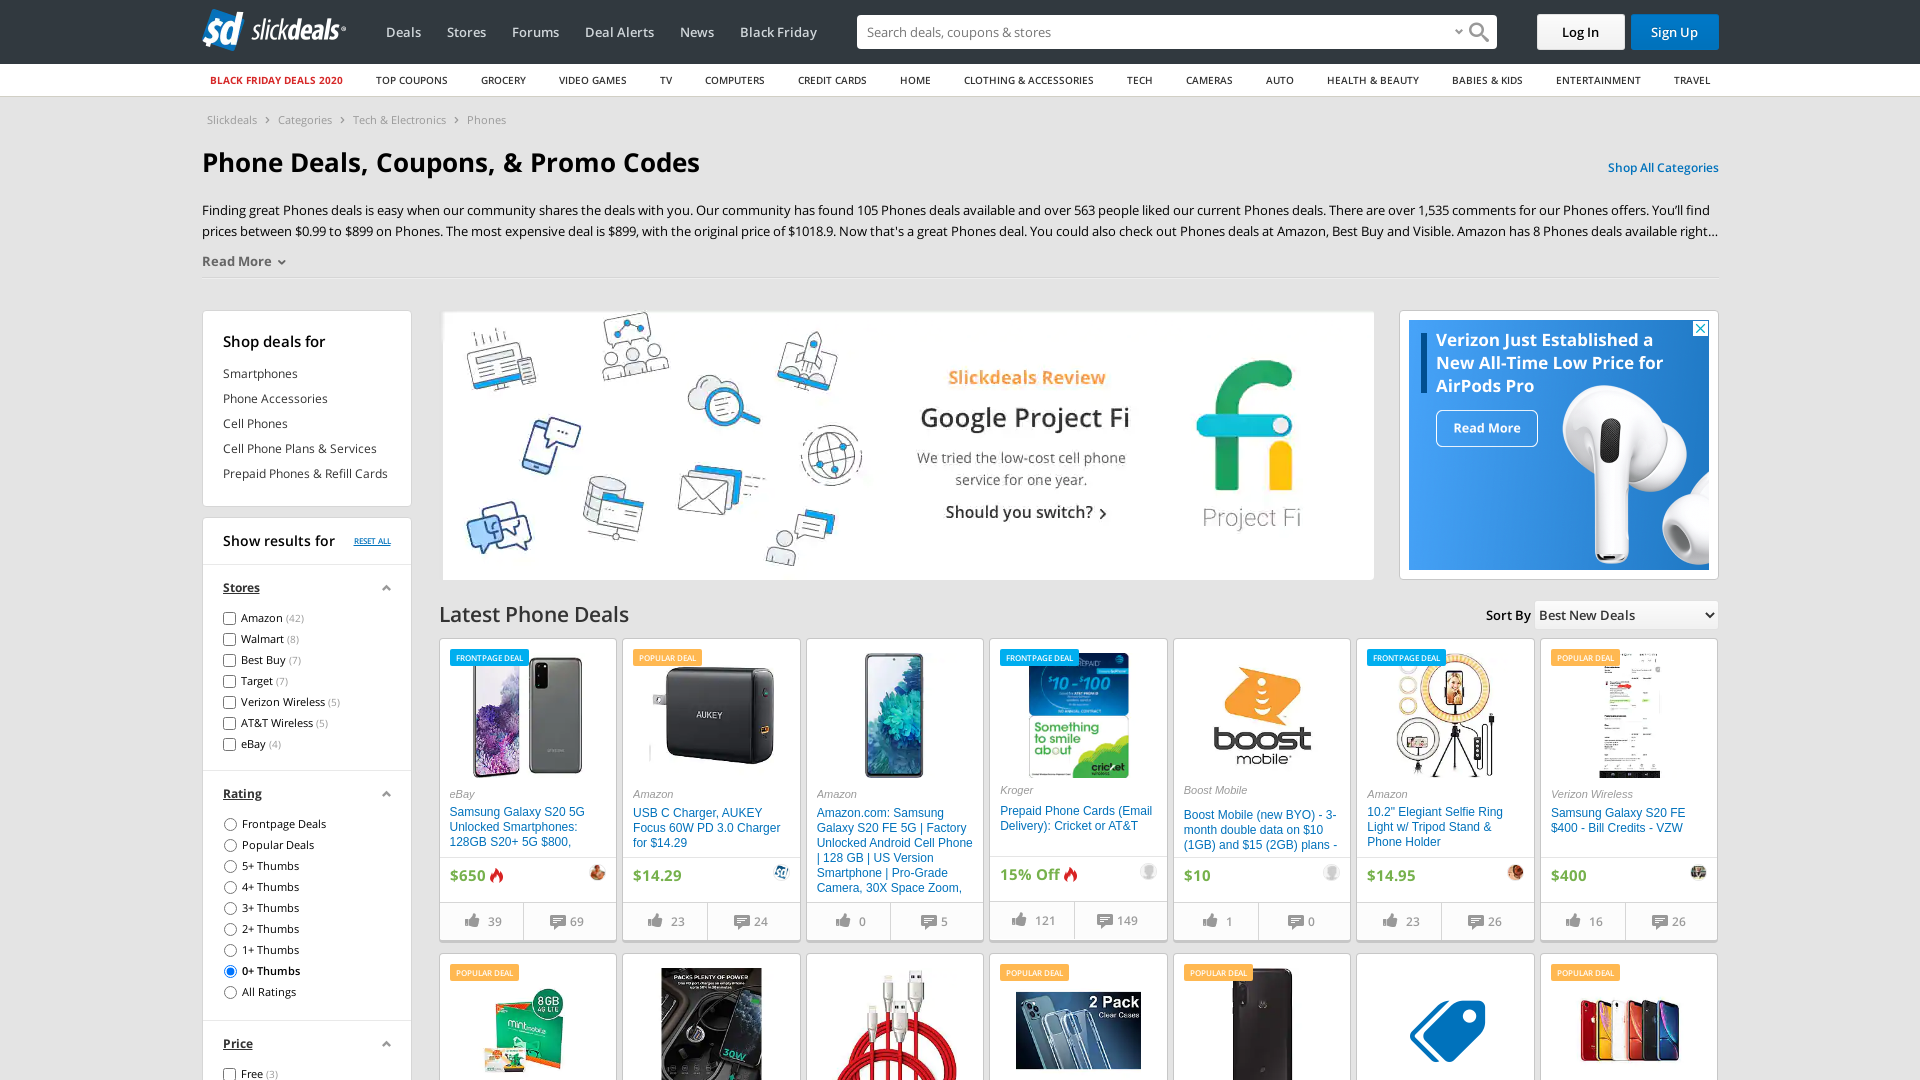 sd slickdeals
Deals
Stores
Forums
Deal Alerts
News
Black Friday
Search deals, coupons & stores
Log In
Sign Up
BLACK FRIDAY DEALS 2020
TOP COUPONS
GROCERY
VIDEO GAMES
TV
COMPUTERS
CREDIT CARDS
HOME
CLOTHING & ACCESSORIES
TECH
CAMERAS
AUTO
HEALTH & BEAUTY
BABIES & KIDS
ENTERTAINMENT
TRAVEL
Slickdeals
Categories
Tech & Electronics
Phones
Phone Deals, Coupons, & Promo Codes
Shop All Categories
Finding great Phones deals is easy when our community shares the deals with you. Our community has found 105 Phones deals available and over 563 people liked our current Phones deals. There are over 1,535 comments for our Phones offers. You'll find
prices between $0.99 to $899 on Phones. The most expensive deal is $899, with the original price of $1018.9. Now that's a great Phones deal. You could also check out Phones deals at Amazon, Best Buy and Visible. Amazon has 8 Phones deals available right...
Read More
Shop deals for
Smartphones
Phone Accessories
Cell Phones
Cell Phone Plans & Services
Prepaid Phones & Refill Cards
Show results for
RESET ALL
Stores
Amazon (42)
Walmart (8)
Best Buy (7)
Target (7)
Verizon Wireless (5)
AT&T Wireless (5)
eBay (4)
Rating
Frontpage Deals
Popular Deals
5+ Thumbs
4+ Thumbs
3+ Thumbs
2+ Thumbs
1+ Thumbs
0+ Thumbs
All Ratings
Price
Free (3)
Slickdeals Review
Google Project Fi
We tried the low-cost cell phone
service for one year.
Should you switch?
Project Fi
Verizon Just Established a
New All-Time Low Price for
AirPods Pro
Read More
Latest Phone Deals
Sort By
Best New Deals
FRONTPAGE DEAL
eBay
Samsung Galaxy S20 5G
Unlocked Smartphones:
128GB S20+ 5G $800,
$650
39
69
POPULAR DEAL
AUKEY
Amazon
USB C Charger, AUKEY
Focus 60W PD 3.0 Charger
for $14.29
$14.29
23
24
Amazon
Amazon.com: Samsung
Galaxy S20 FE 5G | Factory
Unlocked Android Cell Phone
| 128 GB | US Version
Smartphone | Pro-Grade
Camera, 30X Space Zoom,
0
5
FRONTPAGE DEAL
$10 - $100
Something
to smile
about
cricket
Kroger
Prepaid Phone Cards (Email
Delivery): Cricket or AT&T
15% Off
121
149
boost
mobile
Boost Mobile
Boost Mobile (new BYO) - 3-
month double data on $10
(1GB) and $15 (2GB) plans -
$10
1
0
FRONTPAGE DEAL
Amazon
10.2" Elegiant Selfie Ring
Light w/ Tripod Stand &
Phone Holder
$14.95
23
26
POPULAR DEAL
Verizon Wireless
Samsung Galaxy S20 FE
$400 - Bill Credits - VZW
$400
16
26
POPULAR DEAL
8GB
4G LTE
mint mobile
PACKS PLENTY OF POWER
30W
POPULAR DEAL
2 Pack
Clear Cases
POPULAR DEAL
POPULAR DEAL